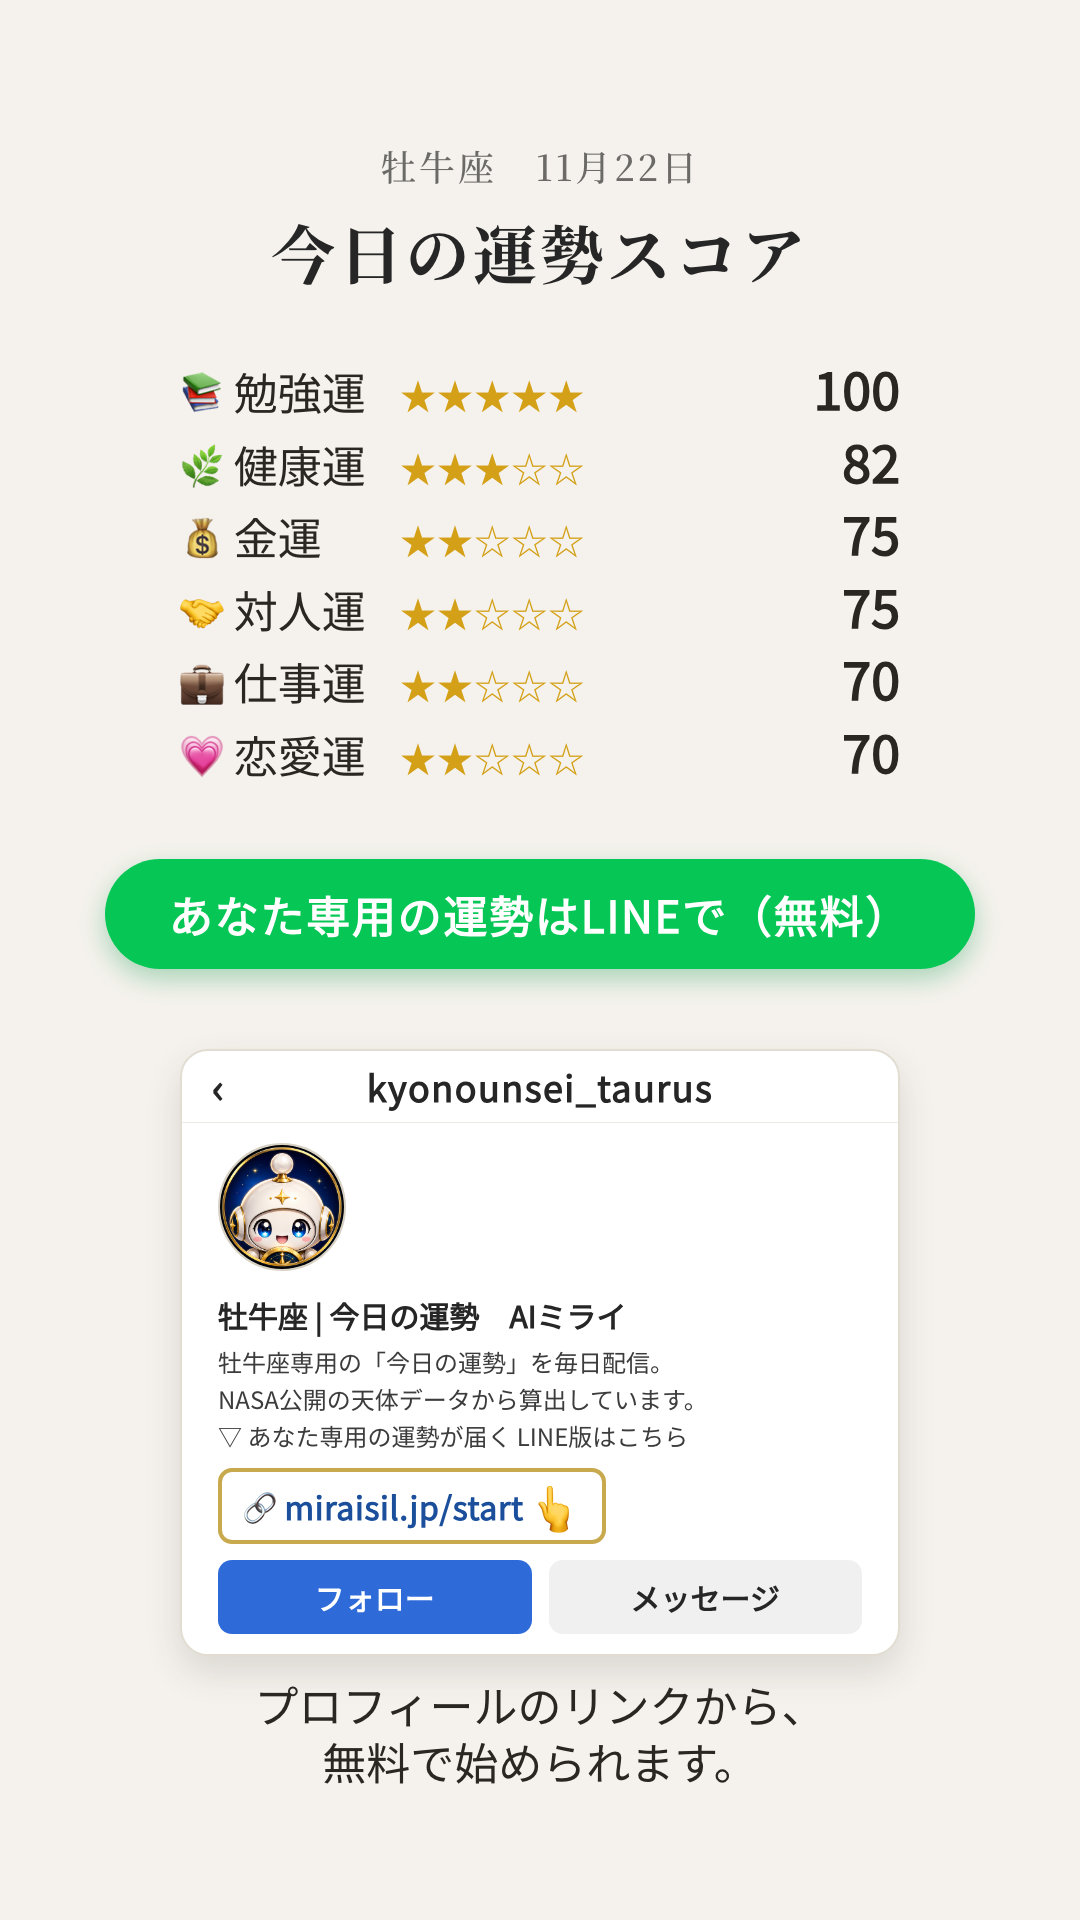 牡牛座　11月22日
今日の運勢スコア
📚 勉強運 ★★★★★ 100
🌿 健康運 ★★★☆☆ 82
💰 金運 ★★☆☆☆ 75
🤝 対人運 ★★☆☆☆ 75
💼 仕事運 ★★☆☆☆ 70
💗 恋愛運 ★★☆☆☆ 70
あなた専用の運勢はLINEで（無料）
‹ kyonounsei_taurus
牡牛座 | 今日の運勢　AIミライ
牡牛座専用の「今日の運勢」を毎日配信。
NASA公開の天体データから算出しています。
▽ あなた専用の運勢が届く LINE版はこちら
🔗 miraisil.jp/start 👆
フォロー メッセージ
プロフィールのリンクから、
無料で始められます。